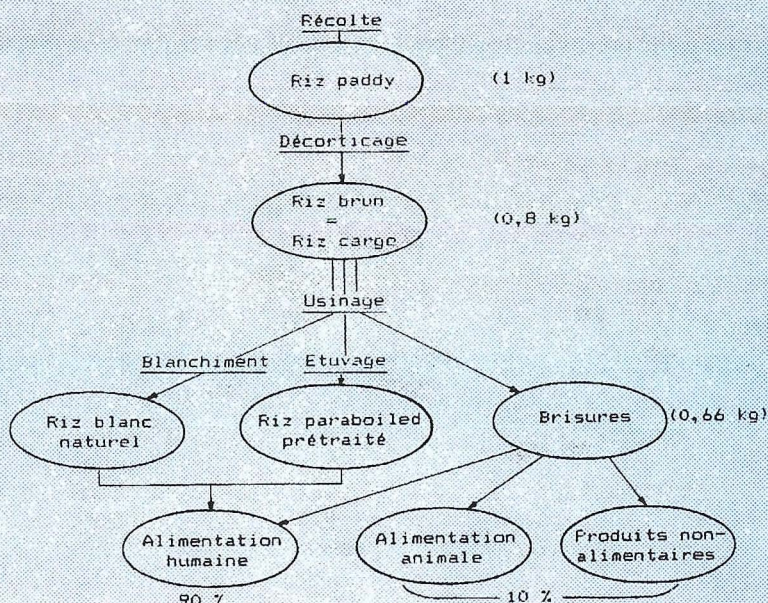 Récolte
Riz paddy
(1 kg)
Décorticage
Riz brun
=
Riz cargo
(0,8 kg)
Usinage
Blanchiment
Etuvage
Riz blanc
naturel
Riz paraboiled
prétraité
Brisures
(0,66 kg)
Alimentation
humaine
Alimentation
animale
Produits non-
alimentaires
90 %
10 %